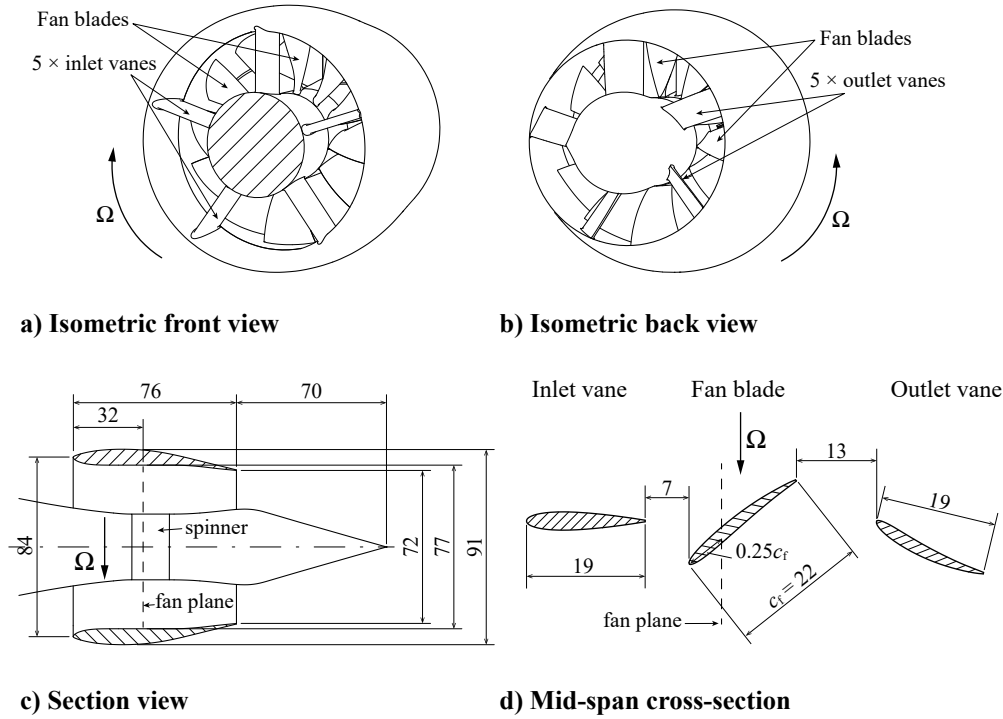 Fan blades
5 × inlet vanes
Ω
Fan blades
5 × outlet vanes
Ω
a) Isometric front view
b) Isometric back view
76
70
32
84
Ω
spinner
fan plane
72
77
91
Inlet vane
Fan blade
Outlet vane
Ω
13
7
19
19
0.25cf
cf = 22
fan plane
c) Section view
d) Mid-span cross-section